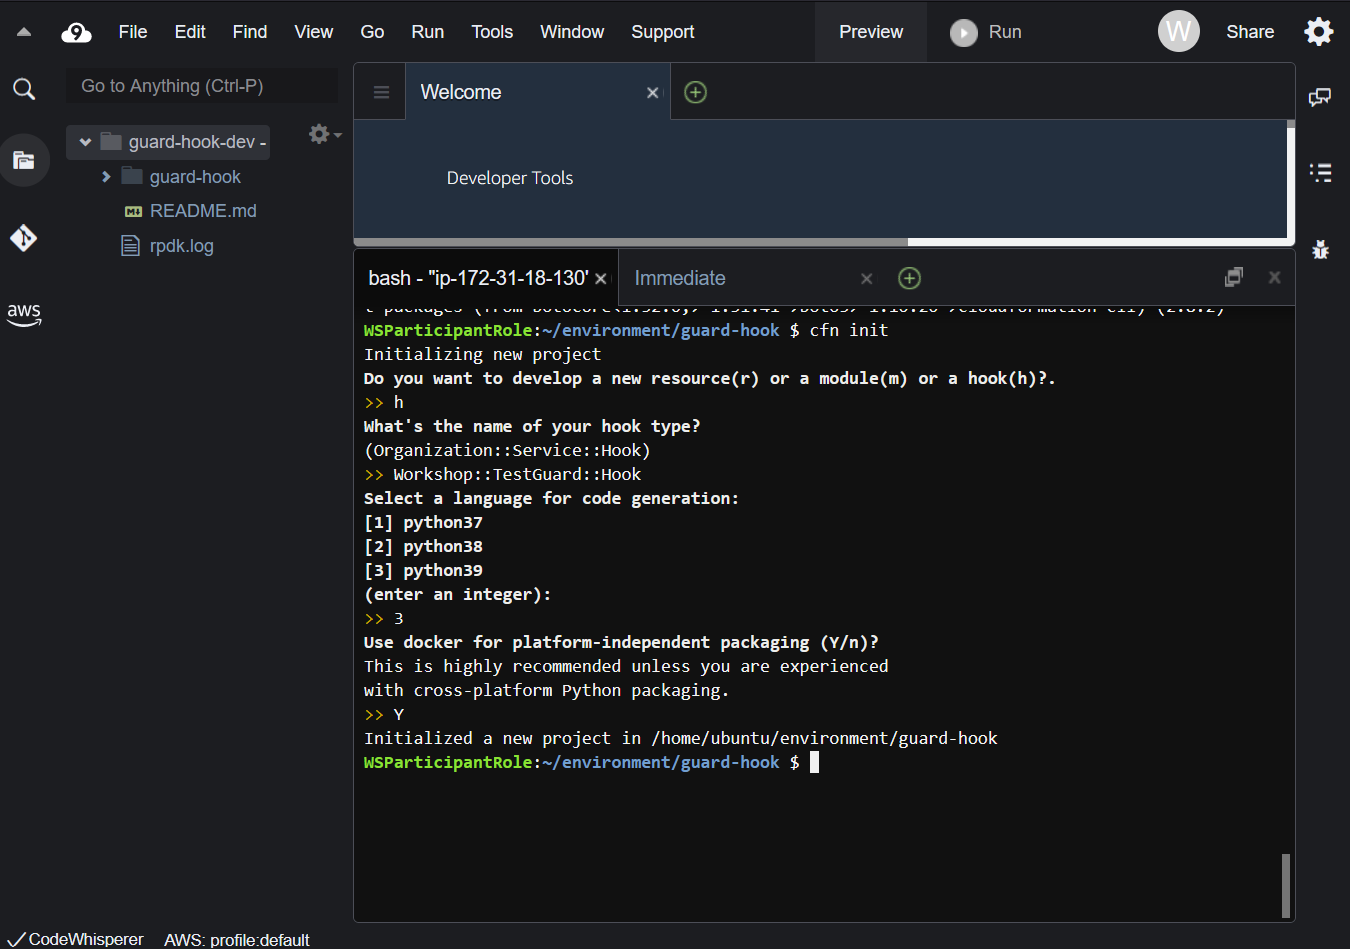 File Edit Find View Go Run Tools Window Support Preview Run W Share
Go to Anything (Ctrl-P)
Welcome
guard-hook-dev -
guard-hook
README.md
rpdk.log
aws
Developer Tools
bash - "ip-172-31-18-130" Immediate
WSParticipantRole:~/environment/guard-hook $ cfn init
Initializing new project
Do you want to develop a new resource(r) or a module(m) or a hook(h)?.
>> h
What's the name of your hook type?
(Organization::Service::Hook)
>> Workshop::TestGuard::Hook
Select a language for code generation:
[1] python37
[2] python38
[3] python39
(enter an integer):
>> 3
Use docker for platform-independent packaging (Y/n)?
This is highly recommended unless you are experienced
with cross-platform Python packaging.
>> Y
Initialized a new project in /home/ubuntu/environment/guard-hook
WSParticipantRole:~/environment/guard-hook $
CodeWhisperer AWS: profile:default